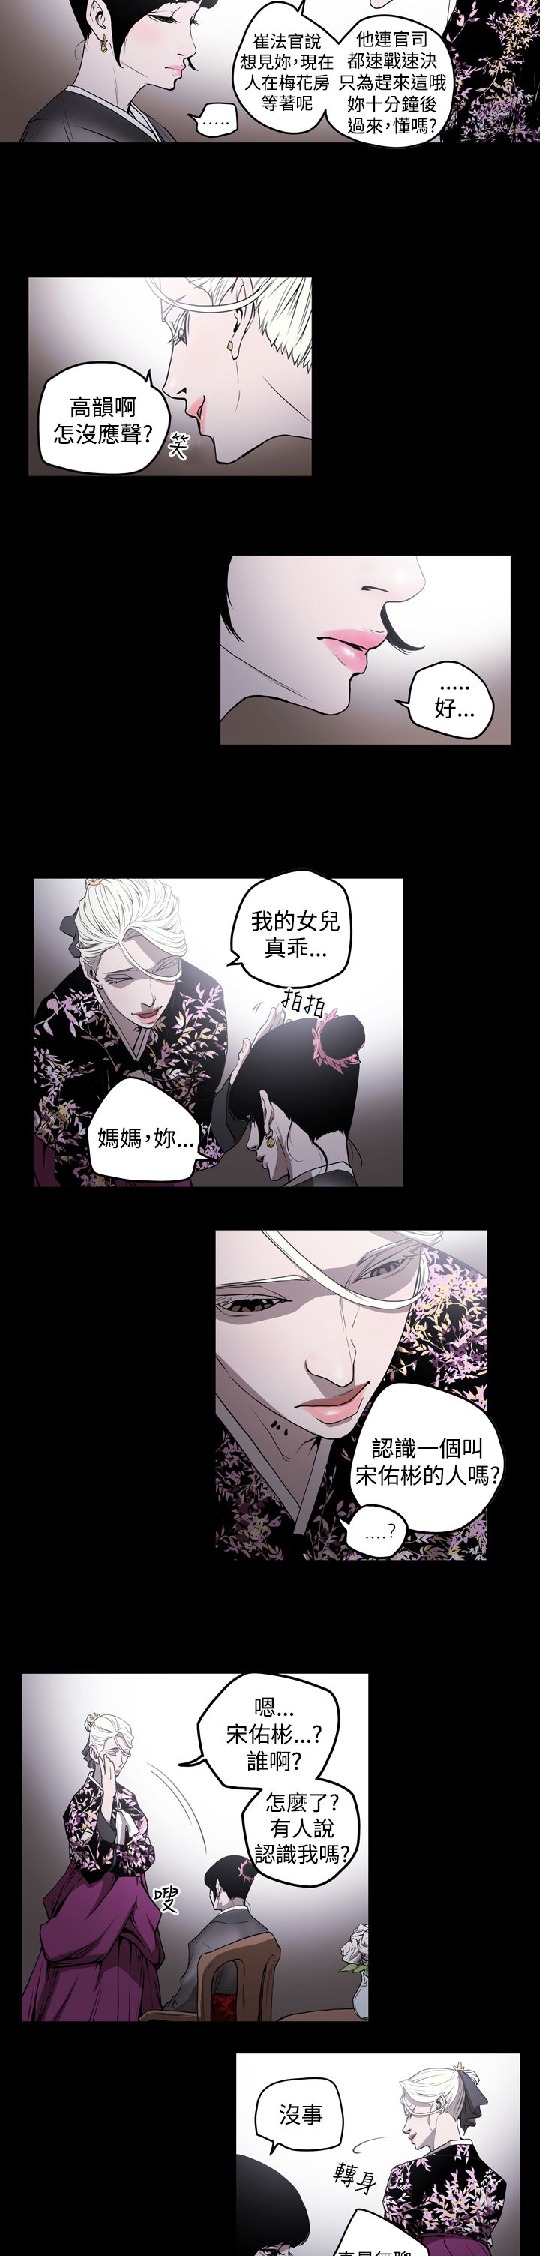 崔法官說
想見妳,現在
人在梅花房
等著呢
他連官司
都速戰速決
只為趕來這哦
妳十分鐘後
過來,懂嗎?
.....
高韻啊
怎沒應聲?
笑
.....
好...
我的女兒
真乖...
拍拍
媽媽,妳...
認識一個叫
宋佑彬的人嗎?
....?
嗯...
宋佑彬...?
誰啊?
怎麼了?
有人說
認識我嗎?
嗖
沒事
轉身